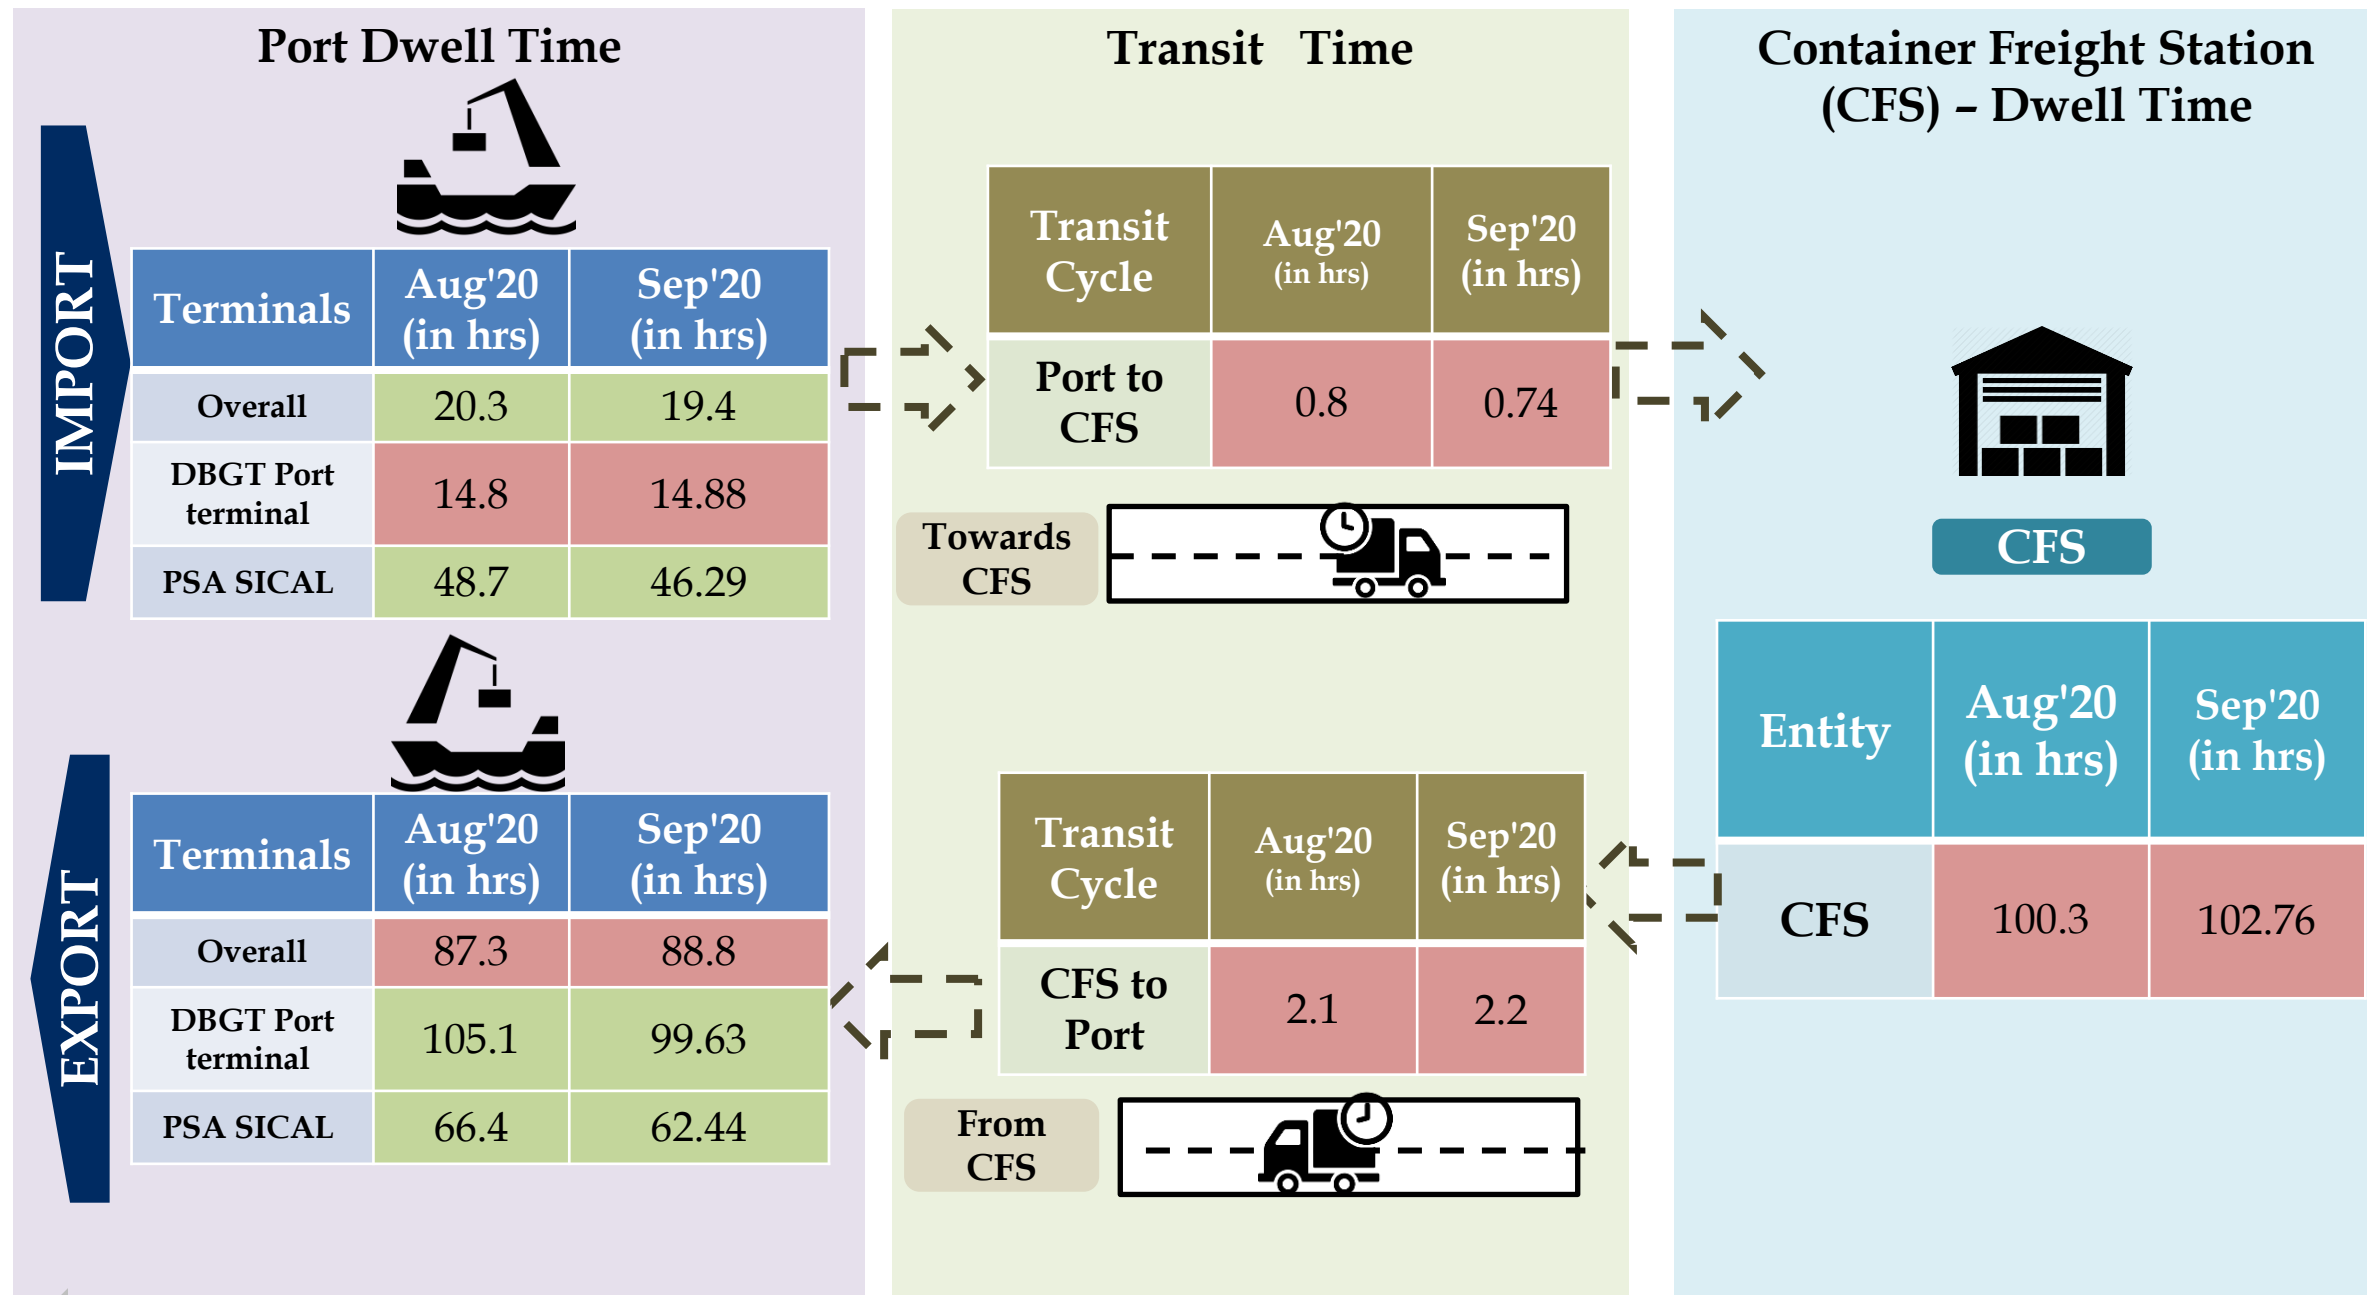 Port Dwell Time
IMPORT
Terminals Aug'20 (in hrs) Sep'20 (in hrs)
Overall 20.3 19.4
DBGT Port terminal 14.8 14.88
PSA SICAL 48.7 46.29
EXPORT
Terminals Aug'20 (in hrs) Sep'20 (in hrs)
Overall 87.3 88.8
DBGT Port terminal 105.1 99.63
PSA SICAL 66.4 62.44
Transit Time
Transit Cycle Aug'20 (in hrs) Sep'20 (in hrs)
Port to CFS 0.8 0.74
Towards
CFS
Transit Cycle Aug'20 (in hrs) Sep'20 (in hrs)
CFS to Port 2.1 2.2
From
CFS
Container Freight Station
(CFS) – Dwell Time
CFS
Entity Aug'20 (in hrs) Sep'20 (in hrs)
CFS 100.3 102.76